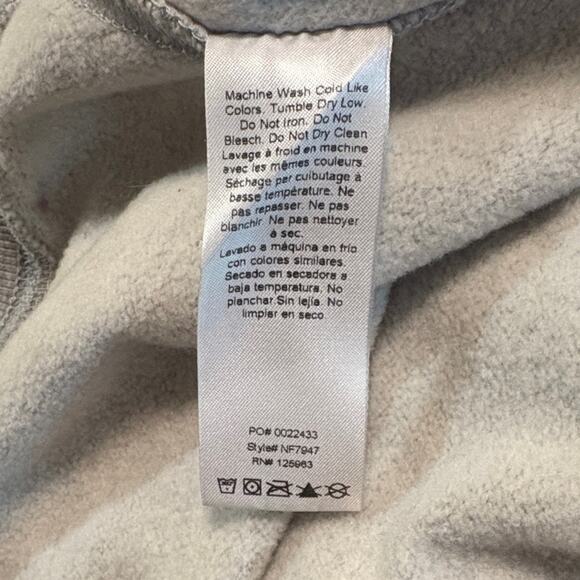 Machine Wash Cold Like
Colors. Tumble Dry Low.
Do Not Iron. Do Not
Bleach. Do Not Dry Clean
Lavage à froid en machine
avec les mêmes couleurs.
Séchage par culbutage à
basse température. Ne
pas repasser. Ne pas
blanchir. Ne pas nettoyer
à sec.
Lavado a máquina en frío
con colores similares.
Secado en secadora a
baja temperatura. No
planchar.Sin lejía. No
limpiar en seco.
PO# 0022433
Style# NF7947
RN# 125963